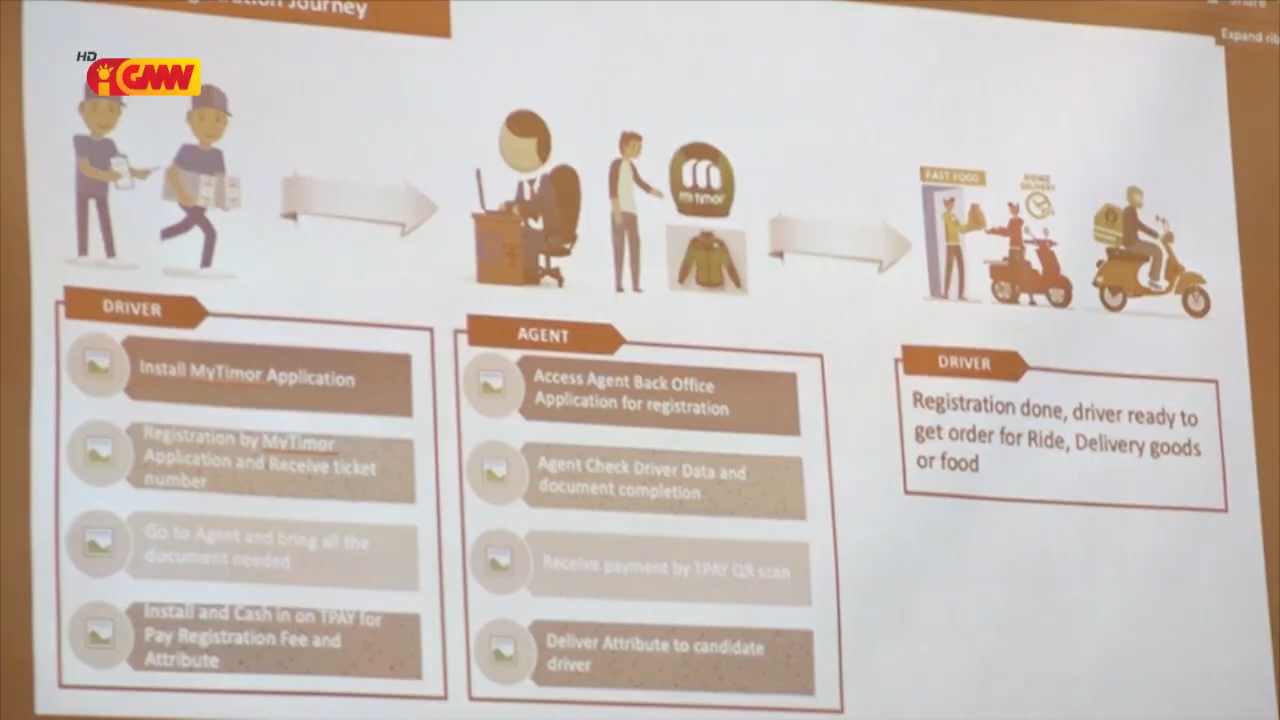 Journey
Share
Expand
HD
GMN
FAST FOOD
HOME
DELIVERY
my Timor
DRIVER
Install MyTimor Application
Registration by MyTimor
Application and Receive ticket
number
Go to Agent and bring all the
document needed
Install and Cash in on TPAY for
Pay Registration Fee and
Attribute
AGENT
Access Agent Back Office
Application for registration
Agent Check Driver Data and
document completion
Receive payment by TPAY QR scan
Deliver Attribute to candidate
driver
DRIVER
Registration done, driver ready to
get order for Ride, Delivery goods
or food